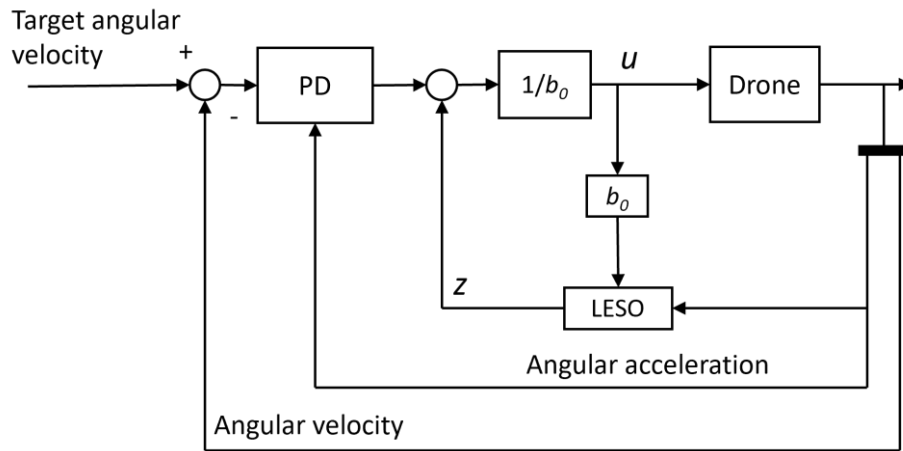 Target angular
velocity
+
-
PD
1/b₀
u
Drone
b₀
z
LESO
Angular acceleration
Angular velocity